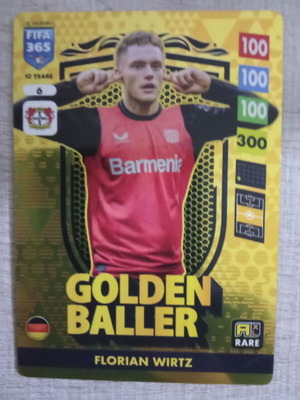 FIFA
365
10 YEARS
6
100
100
100
300
Barmenia
GOLDEN
BALLER
RARE
FLORIAN WIRTZ